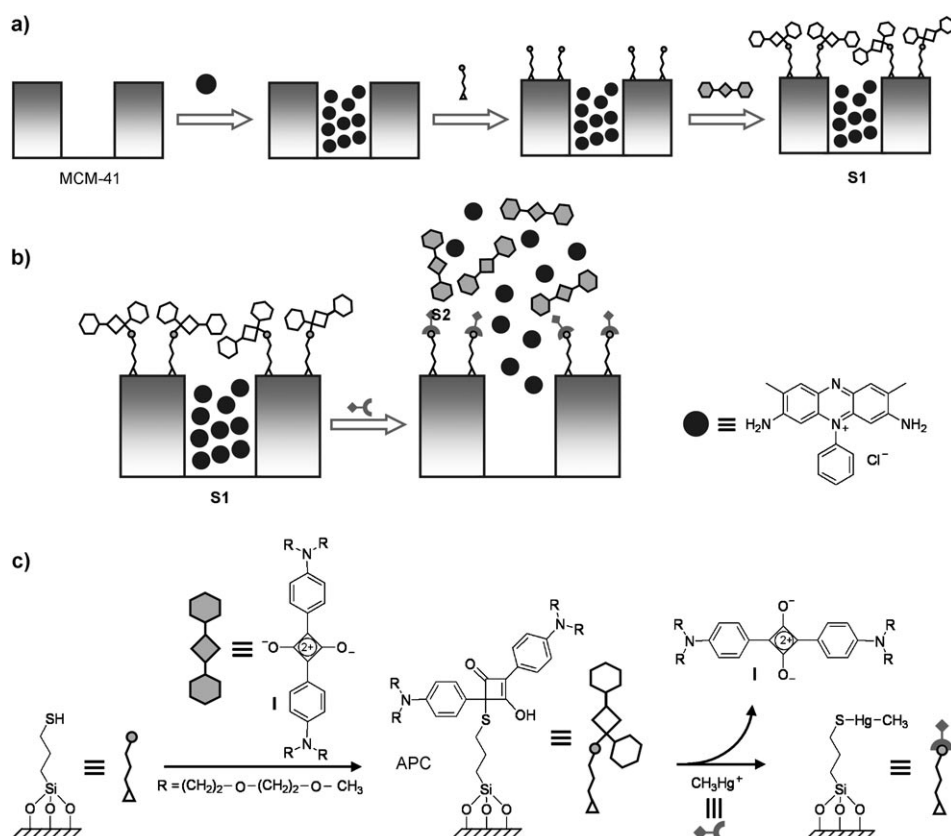 a)
MCM-41
S1
b)
S2
S1
H₂N
N
N⁺
NH₂
Cl⁻
c)
R R
N
⁻O 2+ O⁻
I
N
R R
SH
Si
O O O
R = (CH₂)₂–O–(CH₂)₂–O–CH₃
R
N
R
O
R
N
R
S
OH
APC
Si
O O O
CH₃Hg⁺
O⁻
R
N
R
2+
R
N
R
I
O⁻
S–Hg–CH₃
Si
O O O